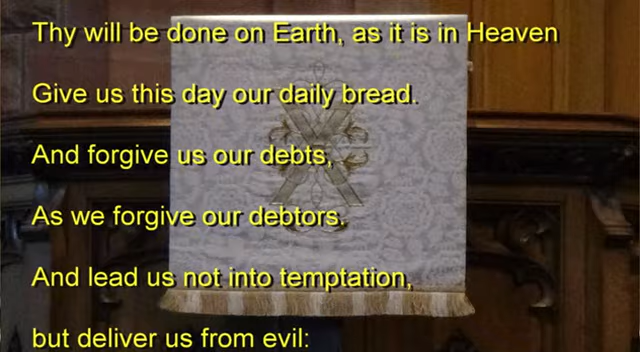 Thy will be done on Earth, as it is in Heaven
Give us this day our daily bread.
And forgive us our debts,
As we forgive our debtors.
And lead us not into temptation,
but deliver us from evil: